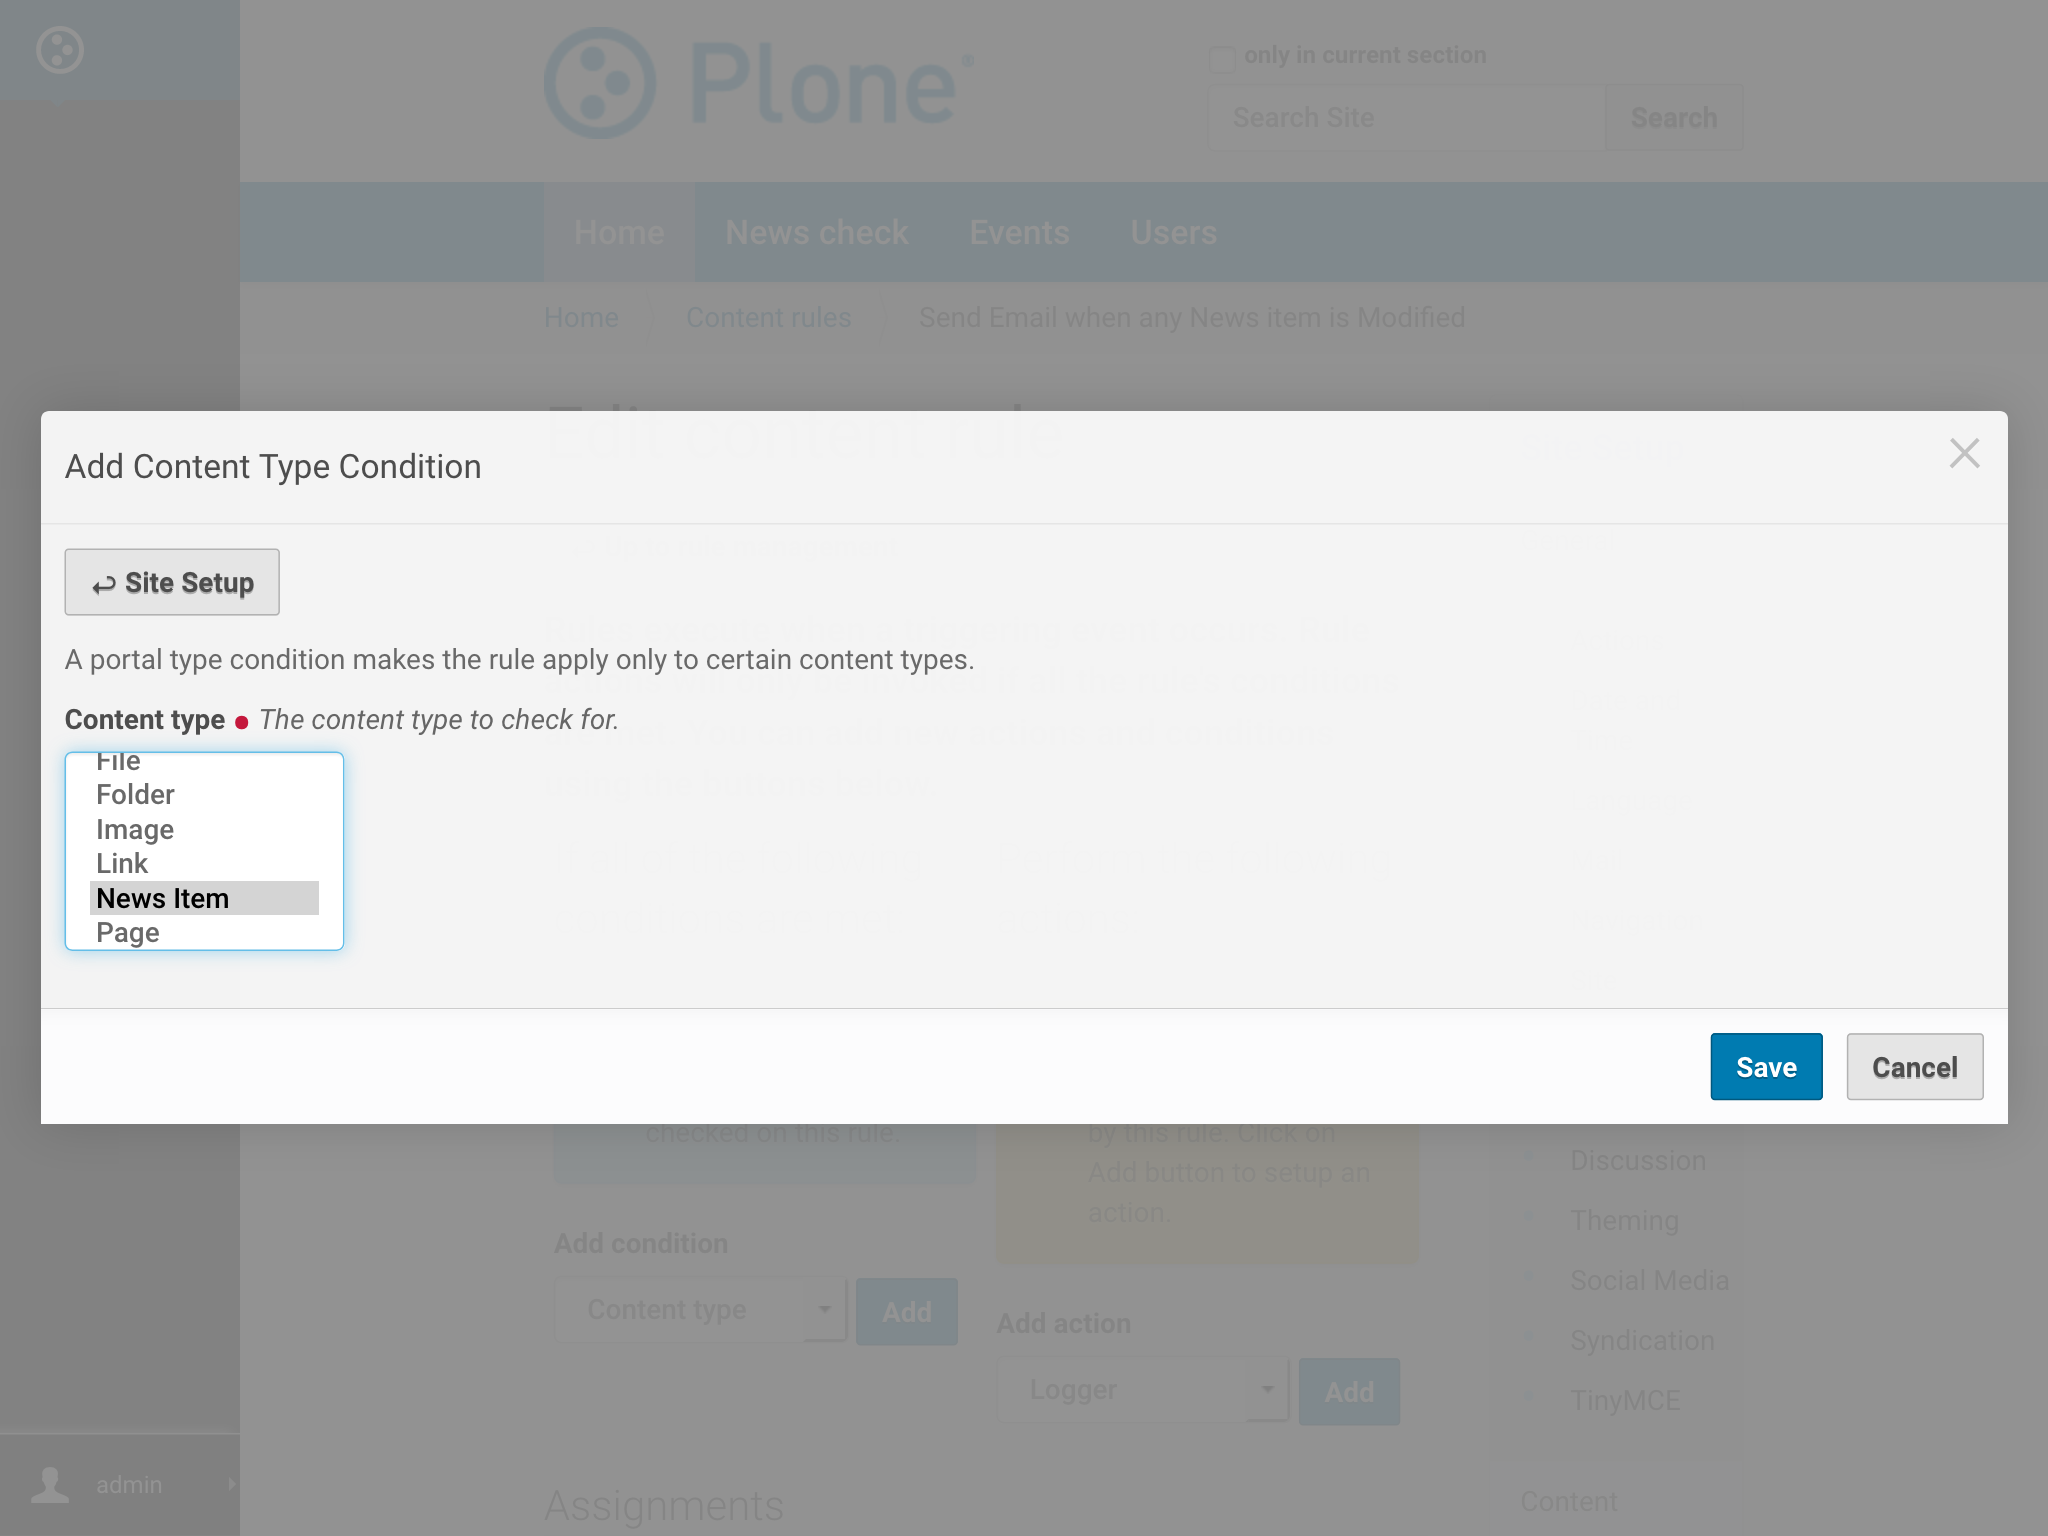 Plone®
only in current section
Search Site
Search
Home
News check
Events
Users
Home
Content rules
Send Email when any News item is Modified
Edit content rule
Add Content Type Condition
Site Setup
A portal type condition makes the rule apply only to certain content types.
Content type
The content type to check for.
File
Folder
Image
Link
News Item
Page
Save
Cancel
checked on this rule.
by this rule. Click on
Add button to setup an
action.
Add condition
Content type
Add
Add action
Logger
Add
Discussion
Theming
Social Media
Syndication
TinyMCE
admin
Assignments
Content